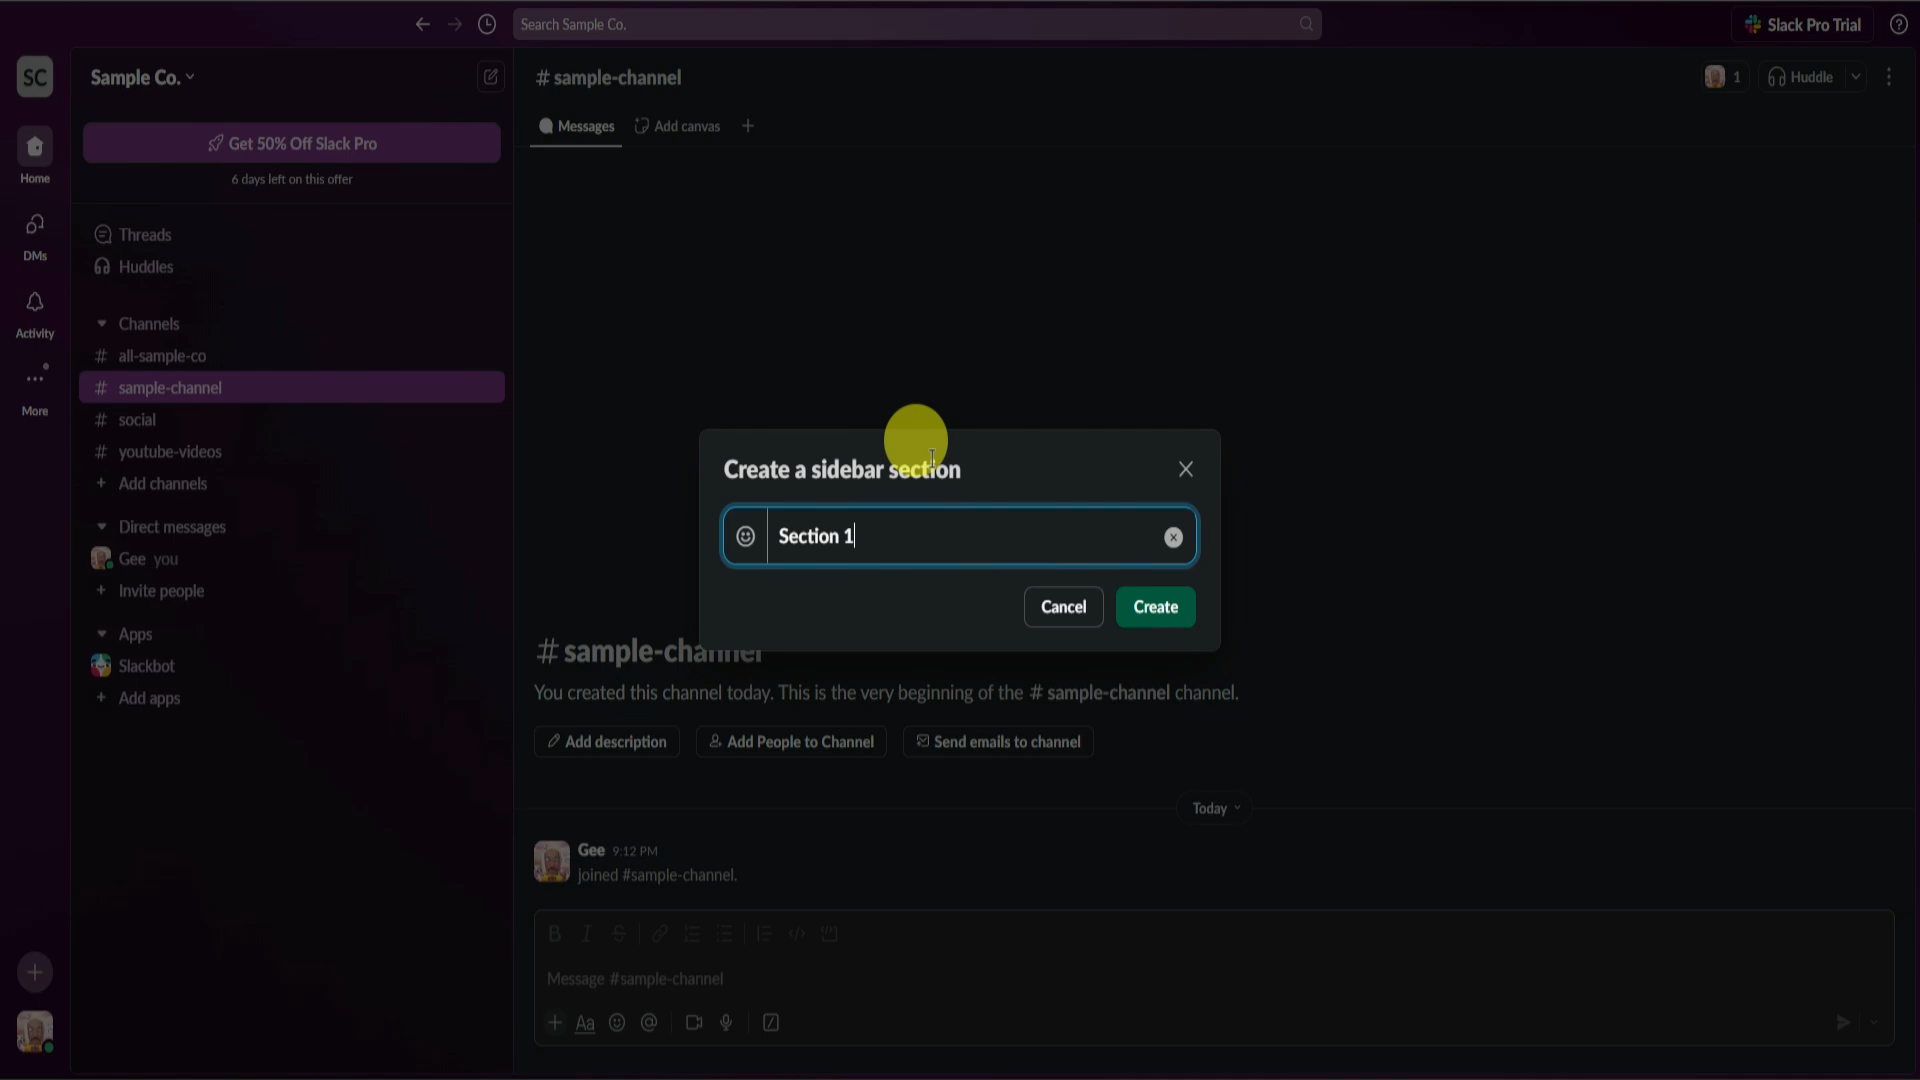 Search Sample Co.
Slack Pro Trial
SC
Sample Co.
# sample-channel
1
Huddle
Messages
Add canvas
Get 50% Off Slack Pro
6 days left on this offer
Home
DMs
Activity
More
Threads
Huddles
Channels
# all-sample-co
# sample-channel
# social
# youtube-videos
+ Add channels
Direct messages
Gee you
+ Invite people
Apps
Slackbot
+ Add apps
Create a sidebar section
Section 1
Cancel
Create
# sample-channel
You created this channel today. This is the very beginning of the # sample-channel channel.
Add description
Add People to Channel
Send emails to channel
Today
Gee 9:12 PM
joined #sample-channel.
Message #sample-channel
Aa